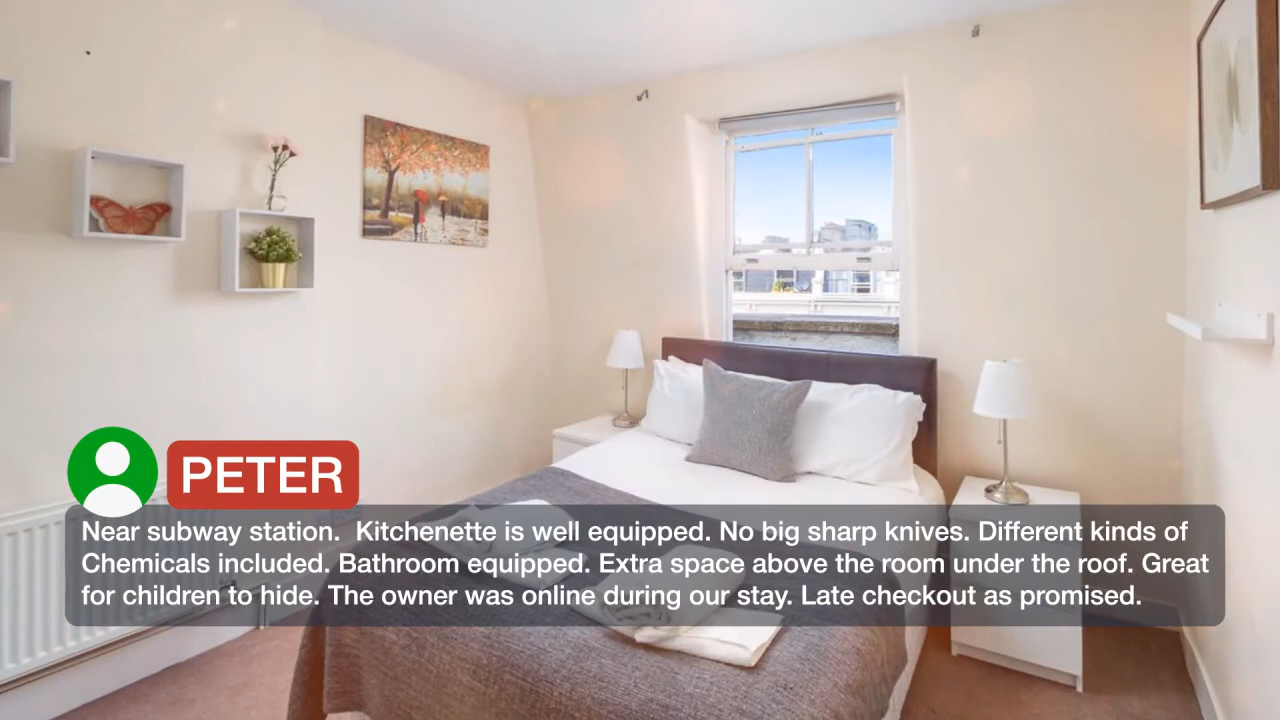 PETER
Near subway station.  Kitchenette is well equipped. No big sharp knives. Different kinds of
Chemicals included. Bathroom equipped. Extra space above the room under the roof. Great
for children to hide. The owner was online during our stay. Late checkout as promised.